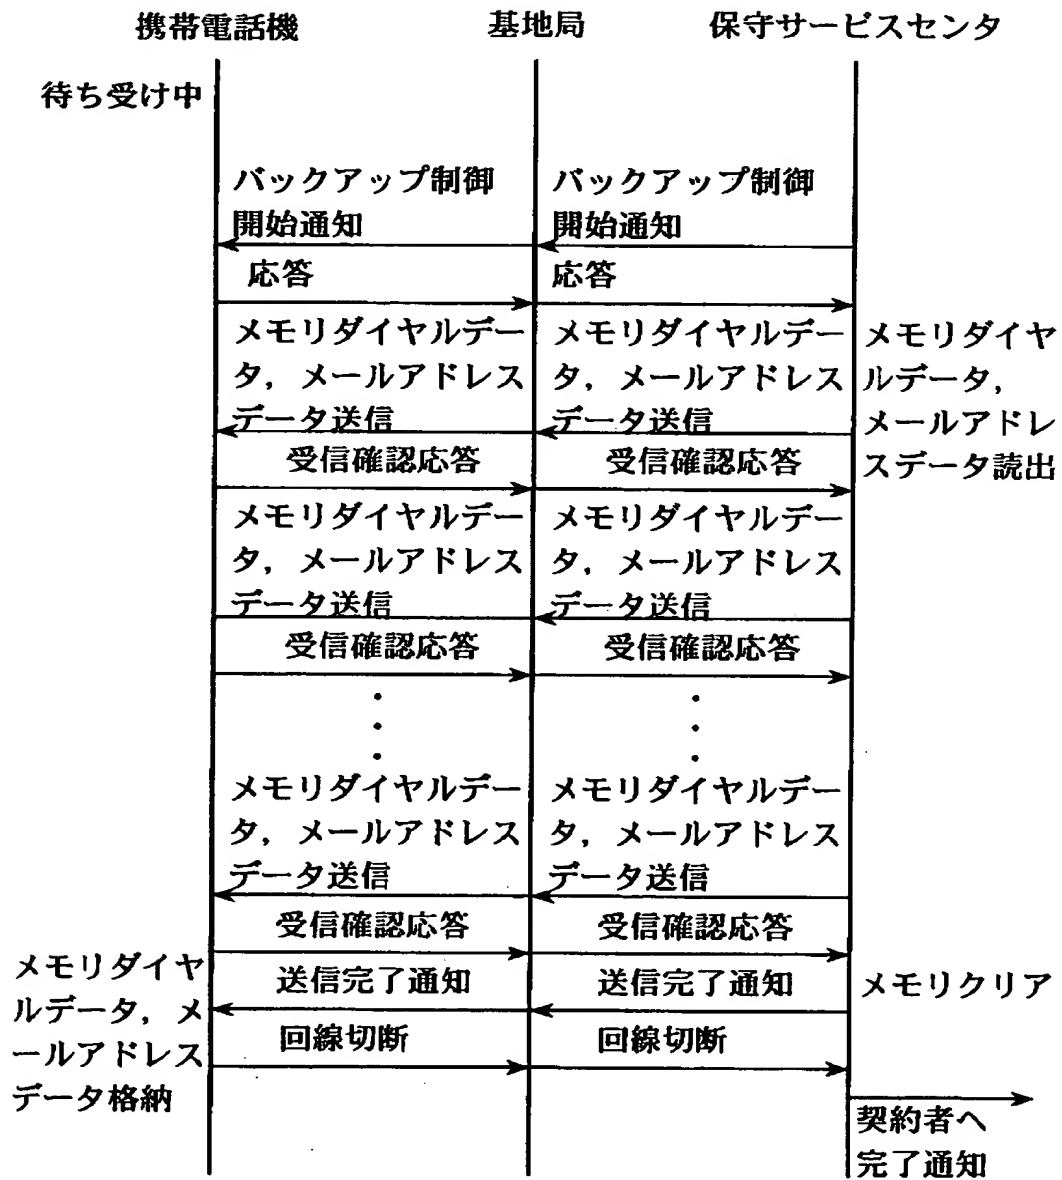 携帯電話機
基地局
保守サービスセンタ
待ち受け中
バックアップ制御
開始通知
バックアップ制御
開始通知
応答
応答
メモリダイヤルデー
タ，メールアドレス
データ送信
メモリダイヤルデー
タ，メールアドレス
データ送信
メモリダイヤ
ルデータ，
メールアドレ
スデータ読出
受信確認応答
受信確認応答
メモリダイヤルデー
タ，メールアドレス
データ送信
メモリダイヤルデー
タ，メールアドレス
データ送信
受信確認応答
受信確認応答
メモリダイヤルデー
タ，メールアドレス
データ送信
メモリダイヤルデー
タ，メールアドレス
データ送信
受信確認応答
受信確認応答
メモリダイヤ
ルデータ，メ
ールアドレス
データ格納
送信完了通知
送信完了通知
メモリクリア
回線切断
回線切断
契約者へ
完了通知